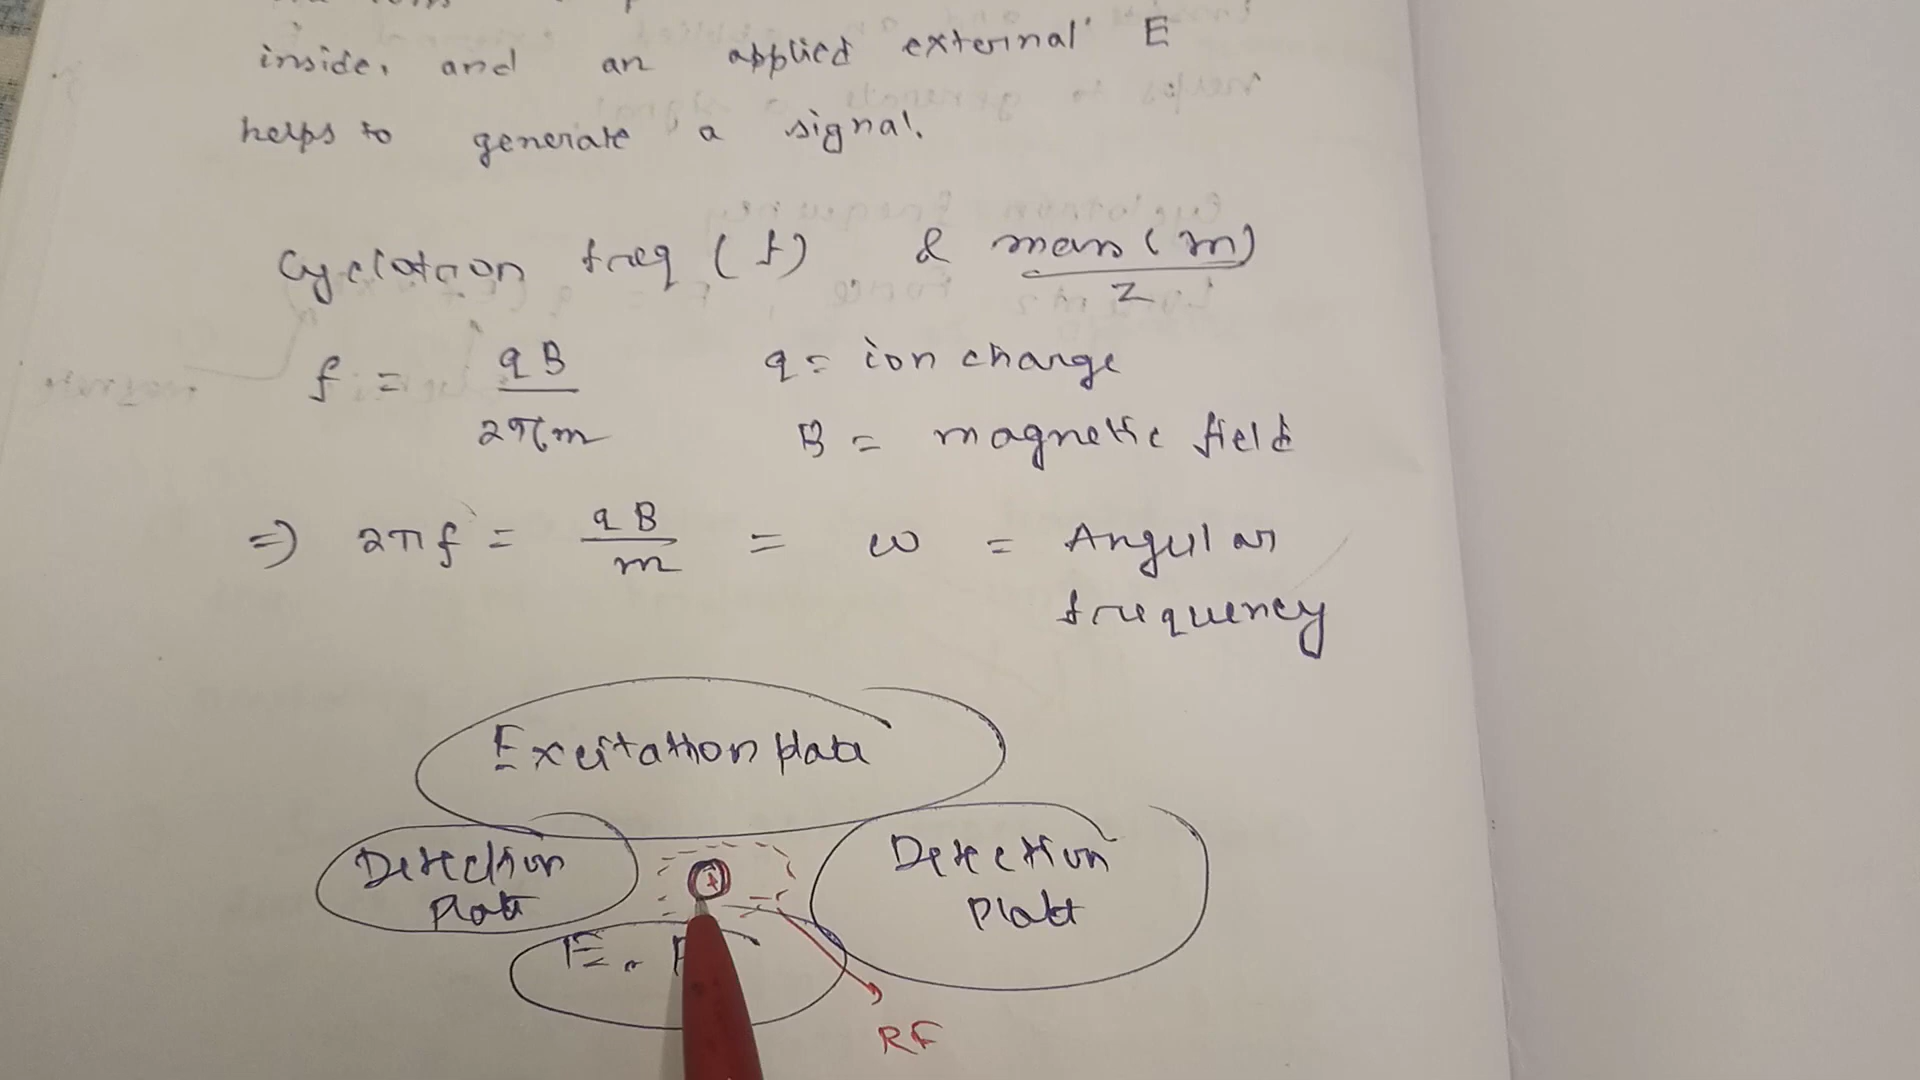 inside, and an applied external E
helps to generate a signal.
Cyclotron freq (f) & mass (m)
z
f = qB
2πm
q = ion charge
B = magnetic field
=) 2πf = qB = ω = Angular
m
frequency
Excitation plate
Detection
plate
Detection
Plate
E.
RF